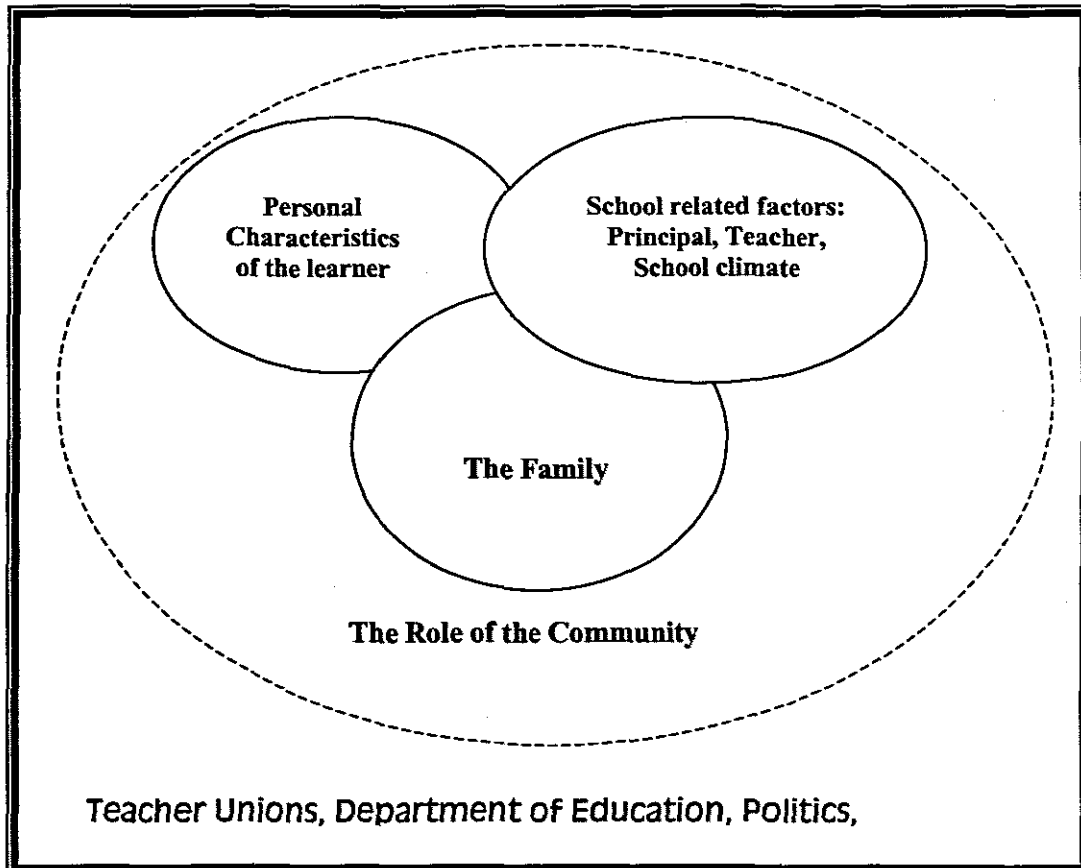 Personal
Characteristics
of the learner
School related factors:
Principal, Teacher,
School climate
The Family
The Role of the Community
Teacher Unions, Department of Education, Politics,